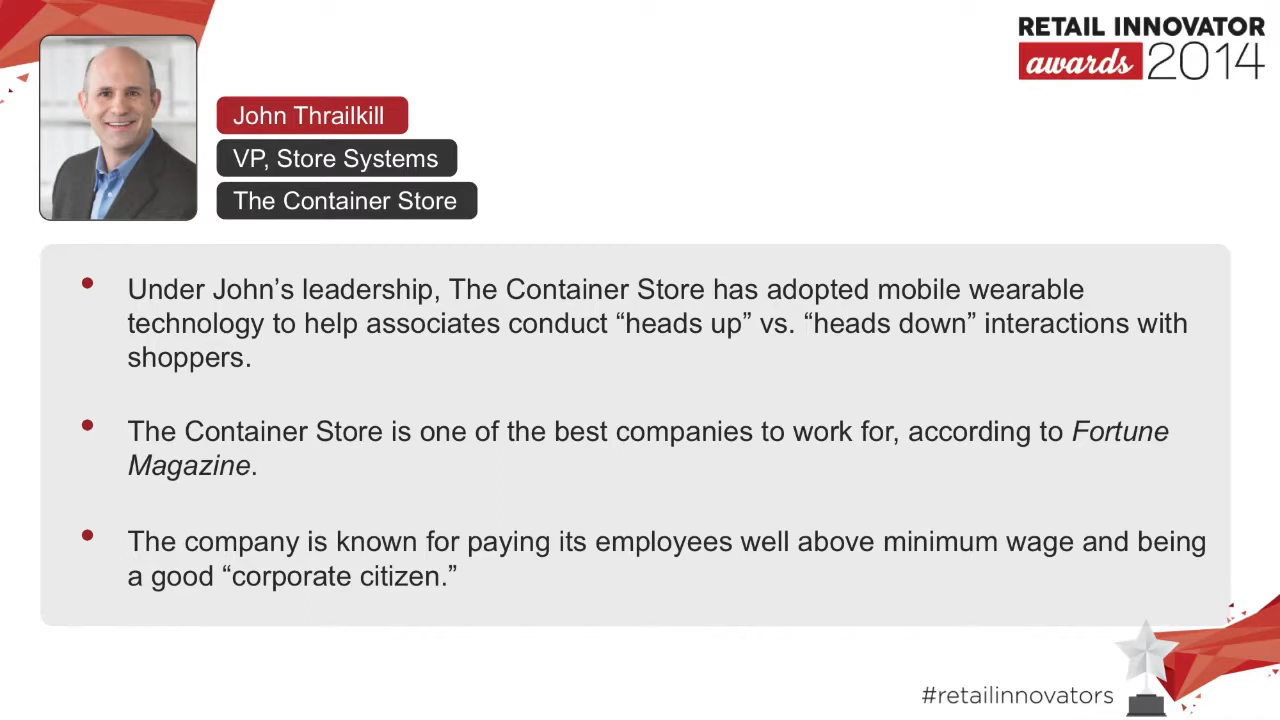 RETAIL INNOVATOR
awards 2014
John Thrailkill
VP, Store Systems
The Container Store
• Under John’s leadership, The Container Store has adopted mobile wearable
technology to help associates conduct “heads up” vs. “heads down” interactions with
shoppers.
• The Container Store is one of the best companies to work for, according to Fortune
Magazine.
• The company is known for paying its employees well above minimum wage and being
a good “corporate citizen.”
#retailinnovators